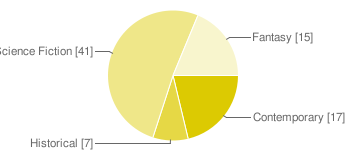 Fantasy [15]
Science Fiction [41]
Contemporary [17]
Historical [7]